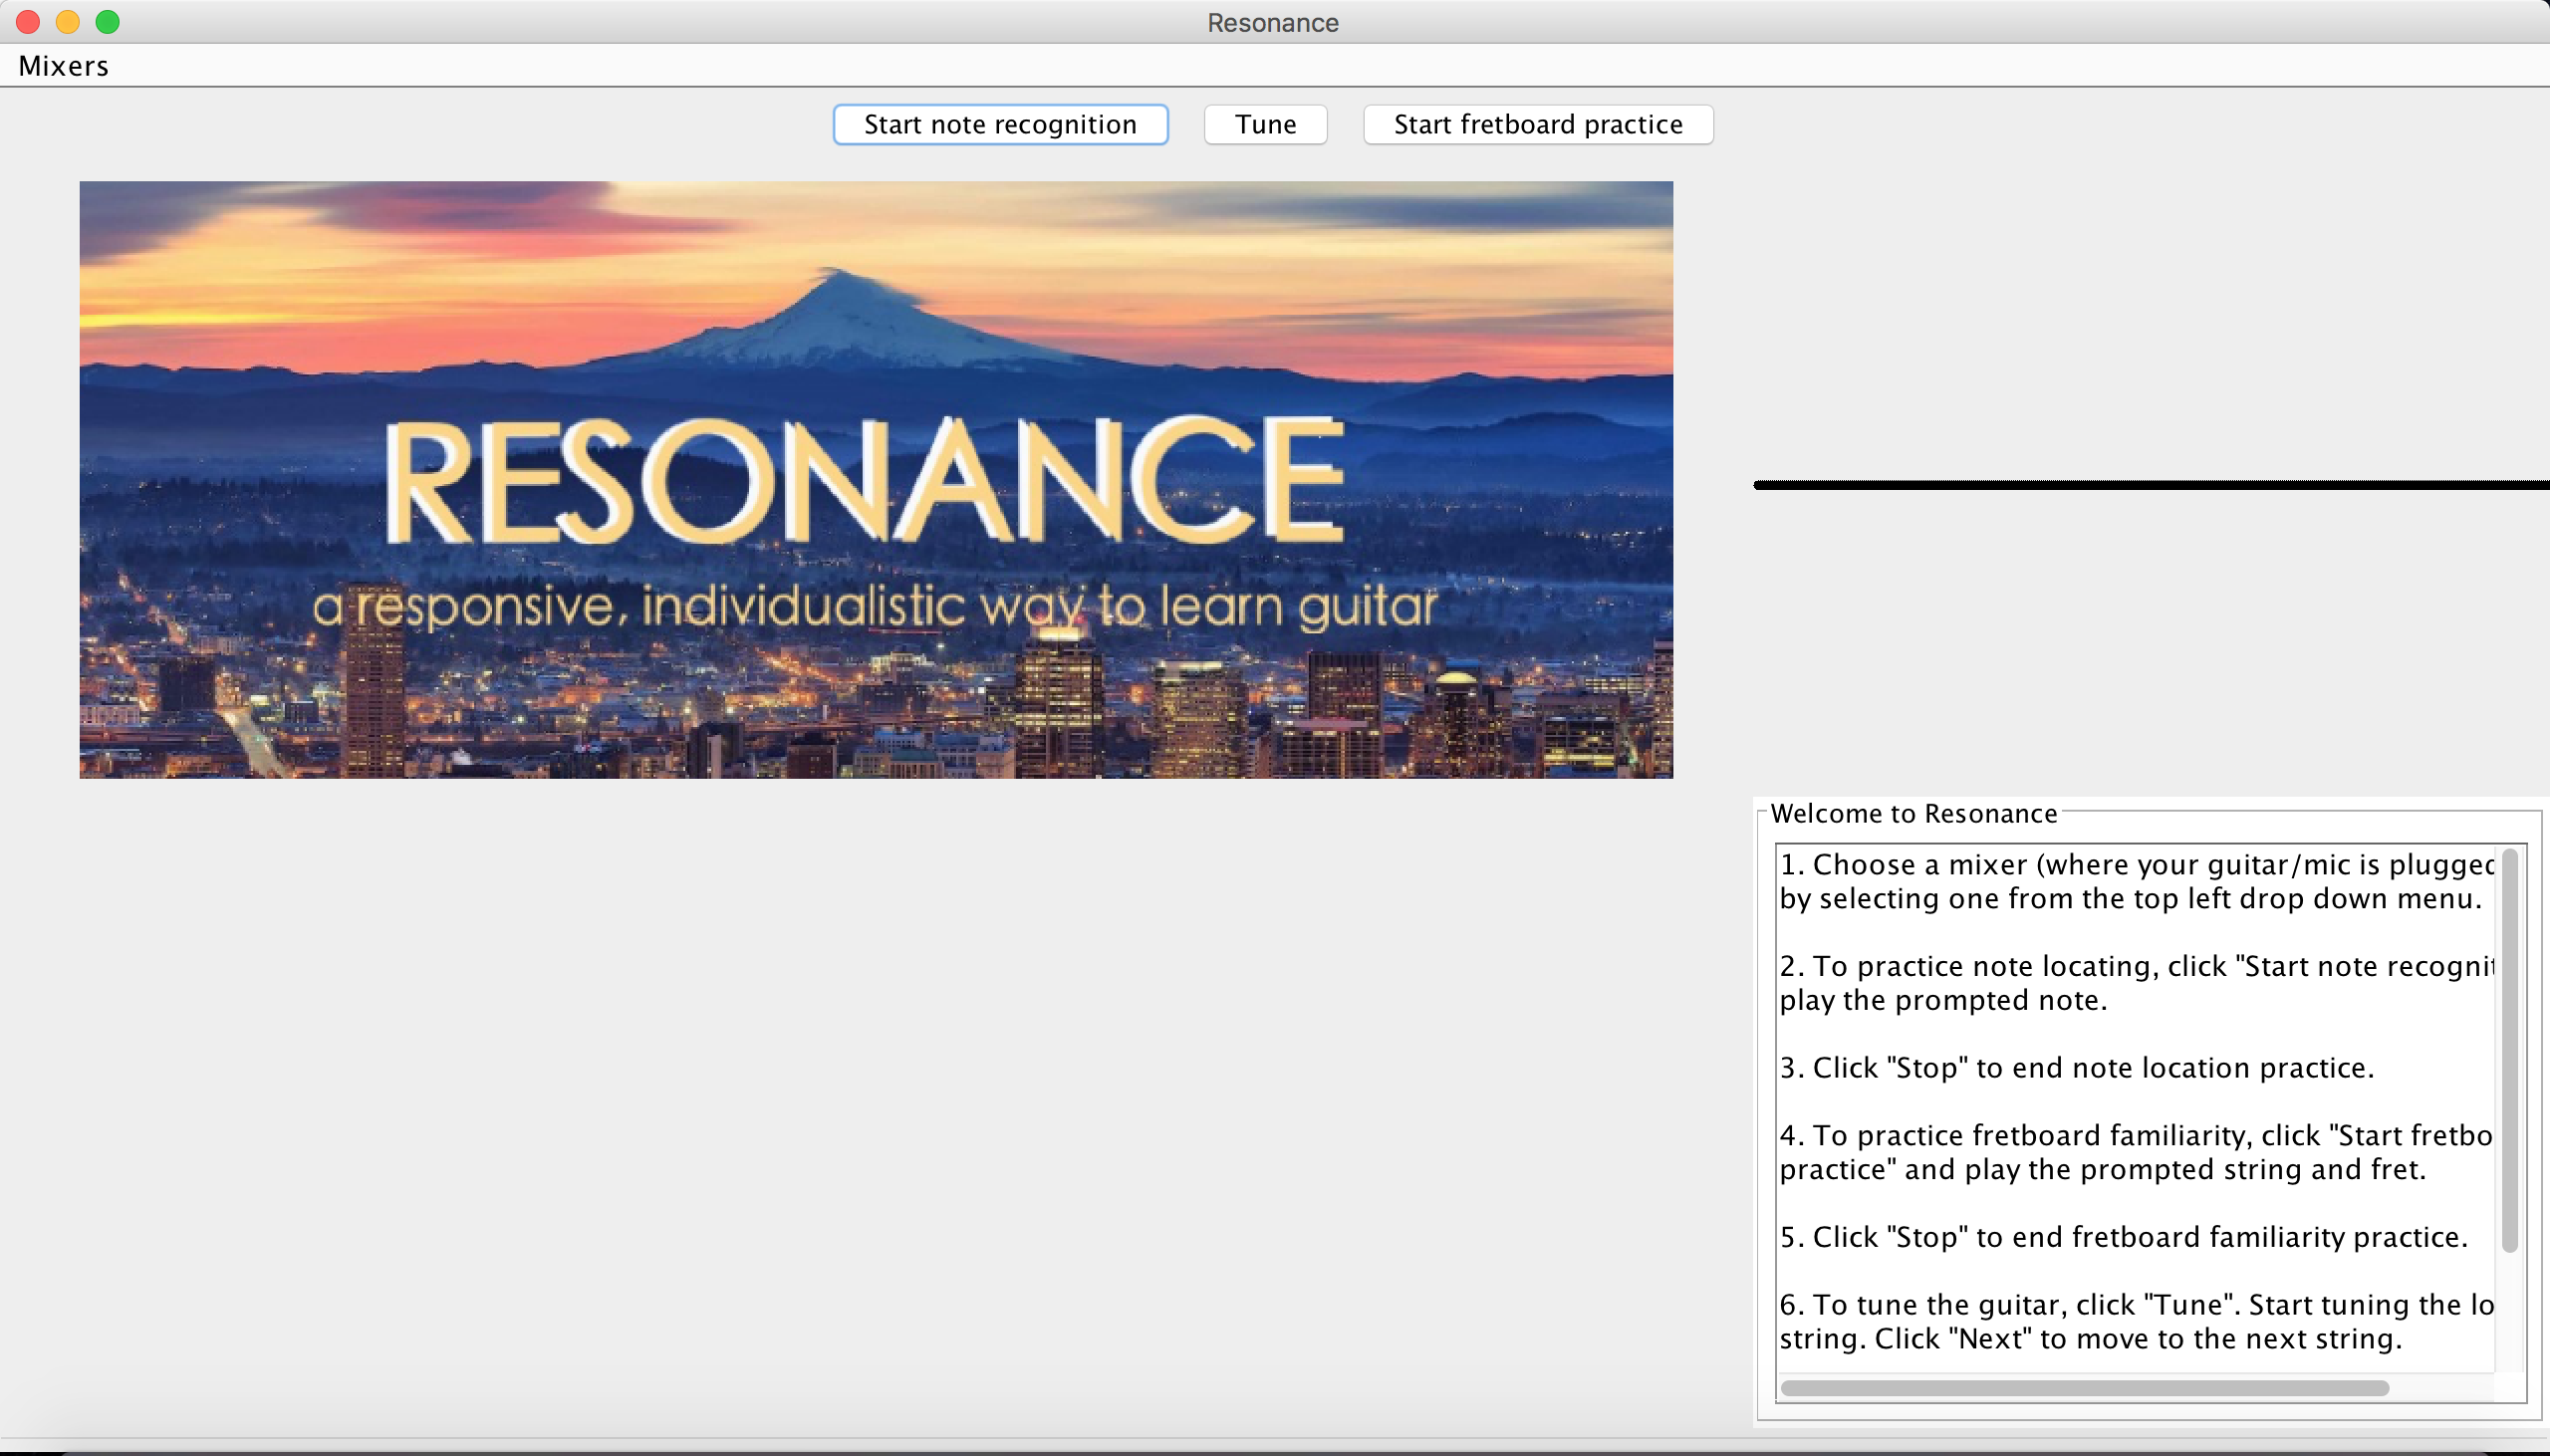 Resonance
Mixers
Start note recognition
Tune
Start fretboard practice
RESONANCE
a responsive, individualistic way to learn guitar
Welcome to Resonance
1. Choose a mixer (where your guitar/mic is plugged
by selecting one from the top left drop down menu.
2. To practice note locating, click "Start note recognit
play the prompted note.
3. Click "Stop" to end note location practice.
4. To practice fretboard familiarity, click "Start fretbo
practice" and play the prompted string and fret.
5. Click "Stop" to end fretboard familiarity practice.
6. To tune the guitar, click "Tune". Start tuning the lo
string. Click "Next" to move to the next string.